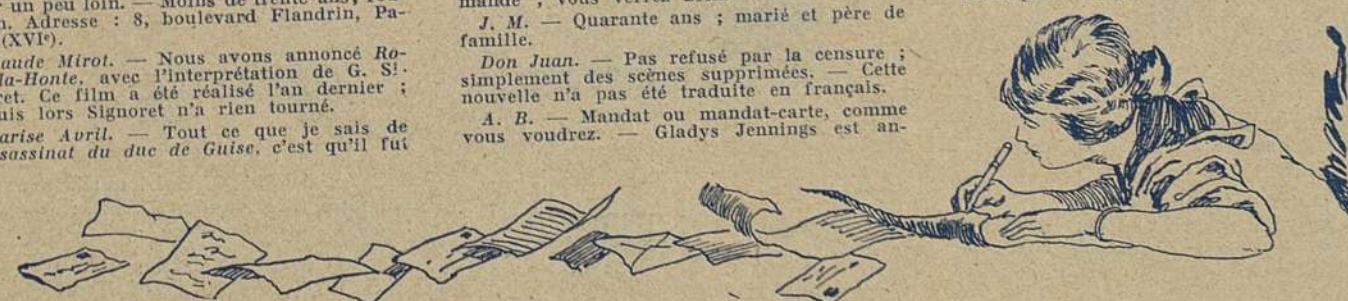 r un peu loin. — Moins de trente ans,
n. Adresse : 8, boulevard Flandrin, Pa-
(XVIe).
aude Mirot. — Nous avons annoncé Ro-
la-Honte, avec l'interprétation de G. Si-
ret. Ce film a été réalisé l'an dernier ;
uis lors Signoret n'a rien tourné.
arise Avril. — Tout ce que je sais de
sassinat du duc de Guise, c'est qu'il fut
J. M. — Quarante ans ; marié et père de
famille.
Don Juan. — Pas refusé par la censure ;
simplement des scènes supprimées. — Cette
nouvelle n'a pas été traduite en français.
A. B. — Mandat ou mandat-carte, comme
vous voudrez. — Gladys Jennings est an-